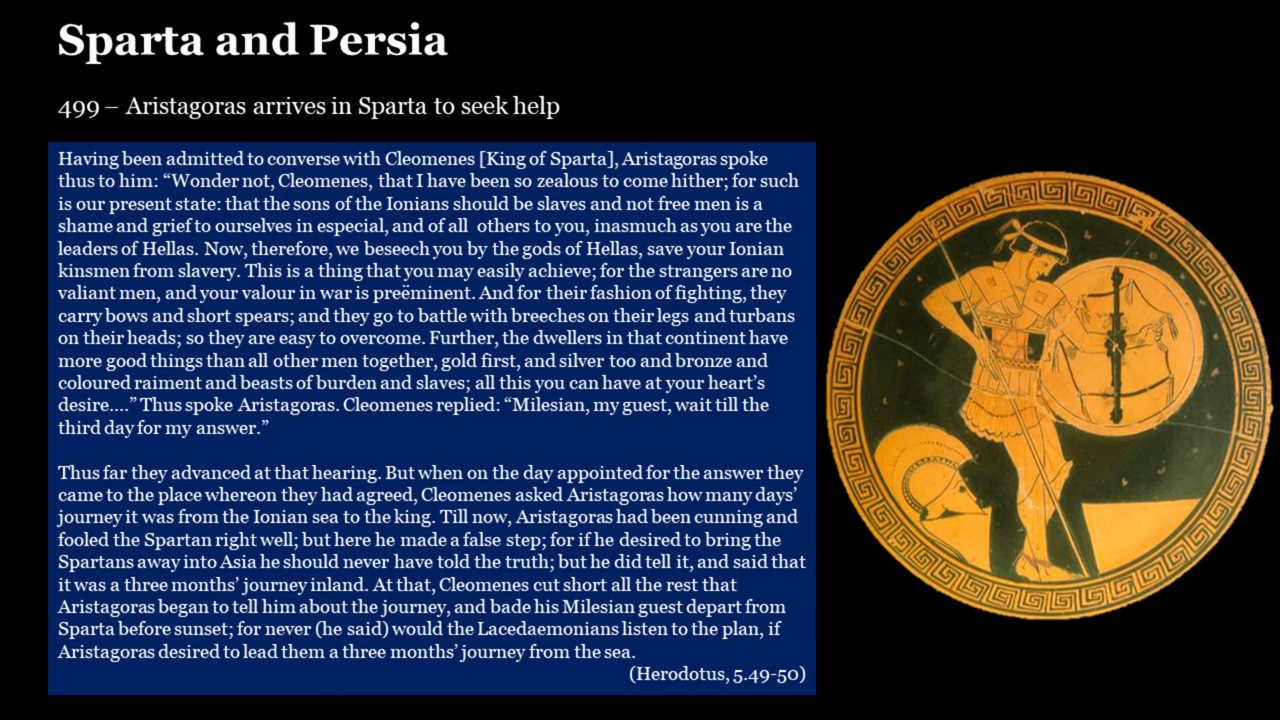 Sparta and Persia
499 – Aristagoras arrives in Sparta to seek help
Having been admitted to converse with Cleomenes [King of Sparta], Aristagoras spoke
thus to him: “Wonder not, Cleomenes, that I have been so zealous to come hither; for such
is our present state: that the sons of the Ionians should be slaves and not free men is a
shame and grief to ourselves in especial, and of all others to you, inasmuch as you are the
leaders of Hellas. Now, therefore, we beseech you by the gods of Hellas, save your Ionian
kinsmen from slavery. This is a thing that you may easily achieve; for the strangers are no
valiant men, and your valour in war is preëminent. And for their fashion of fighting, they
carry bows and short spears; and they go to battle with breeches on their legs and turbans
on their heads; so they are easy to overcome. Further, the dwellers in that continent have
more good things than all other men together, gold first, and silver too and bronze and
coloured raiment and beasts of burden and slaves; all this you can have at your heart’s
desire....” Thus spoke Aristagoras. Cleomenes replied: “Milesian, my guest, wait till the
third day for my answer.”
Thus far they advanced at that hearing. But when on the day appointed for the answer they
came to the place whereon they had agreed, Cleomenes asked Aristagoras how many days’
journey it was from the Ionian sea to the king. Till now, Aristagoras had been cunning and
fooled the Spartan right well; but here he made a false step; for if he desired to bring the
Spartans away into Asia he should never have told the truth; but he did tell it, and said that
it was a three months’ journey inland. At that, Cleomenes cut short all the rest that
Aristagoras began to tell him about the journey, and bade his Milesian guest depart from
Sparta before sunset; for never (he said) would the Lacedaemonians listen to the plan, if
Aristagoras desired to lead them a three months’ journey from the sea.
(Herodotus, 5.49-50)